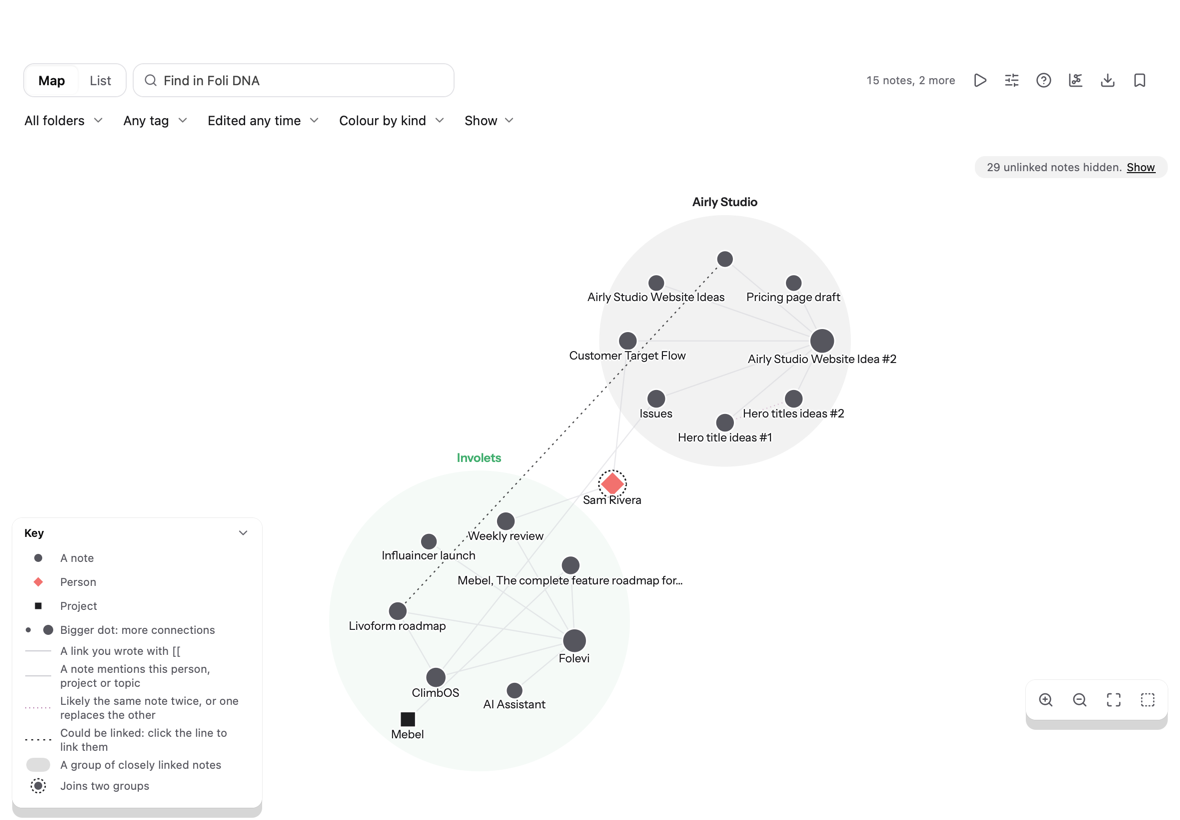 Map
List
Find in Foli DNA
15 notes, 2 more
All folders
Any tag
Edited any time
Colour by kind
Show
29 unlinked notes hidden. Show
Airly Studio
Airly Studio Website Ideas
Pricing page draft
Customer Target Flow
Airly Studio Website Idea #2
Issues
Hero titles ideas #2
Hero title ideas #1
Involets
Sam Rivera
Weekly review
Influaincer launch
Mebel, The complete feature roadmap for...
Livoform roadmap
Folevi
ClimbOS
AI Assistant
Mebel
Key
A note
Person
Project
Bigger dot: more connections
A link you wrote with [[
A note mentions this person,
project or topic
Likely the same note twice, or one
replaces the other
Could be linked: click the line to
link them
A group of closely linked notes
Joins two groups